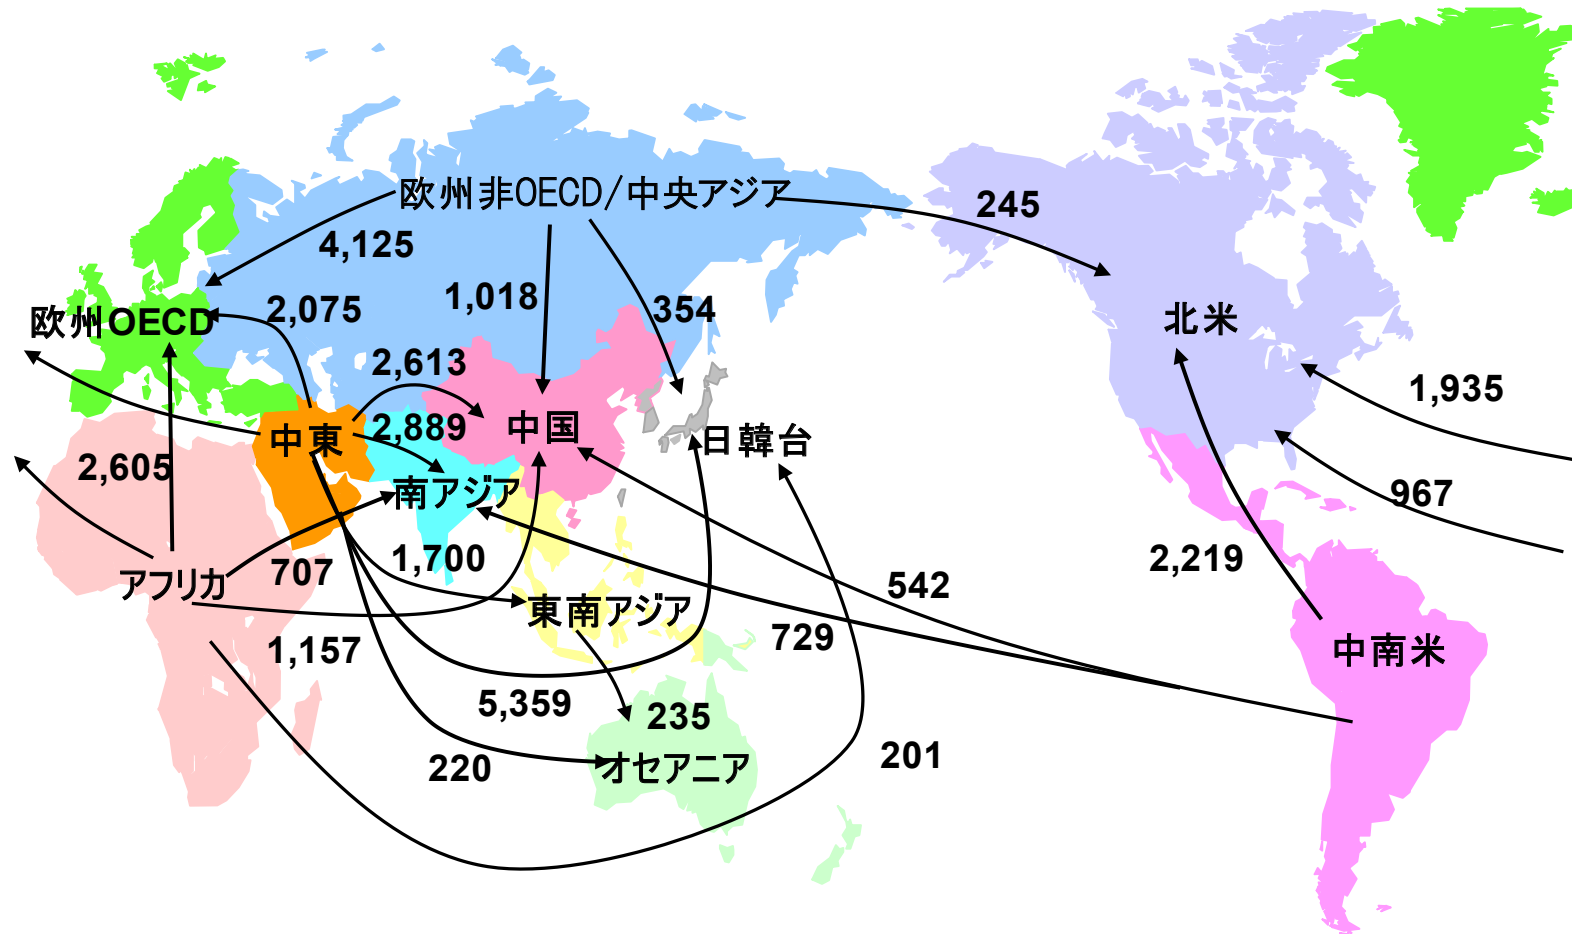 欧州非OECD/中央アジア
245
4,125
2,075
1,018
354
欧州OECD
北米
2,613
1,935
2,889
中国
日韓台
中東
2,605
南アジア
967
1,700
707
2,219
アフリカ
542
東南アジア
729
1,157
中南米
5,359
235
220
オセアニア
201